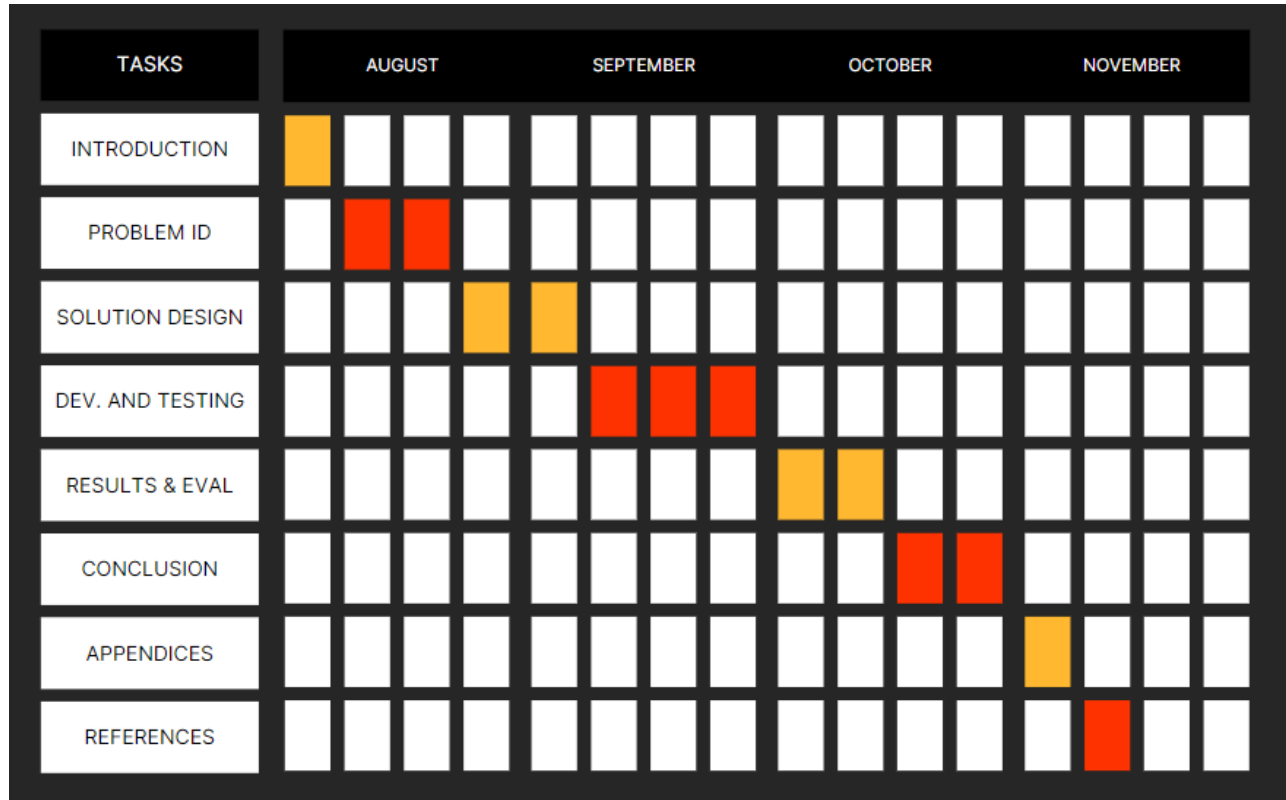 TASKS
AUGUST
SEPTEMBER
OCTOBER
NOVEMBER
INTRODUCTION
PROBLEM ID
SOLUTION DESIGN
DEV. AND TESTING
RESULTS & EVAL
CONCLUSION
APPENDICES
REFERENCES